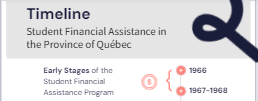 Timeline
Student Financial Assistance in
the Province of Québec
Early Stages of the
Student Financial
Assistance Program
$
1966
1967–1968